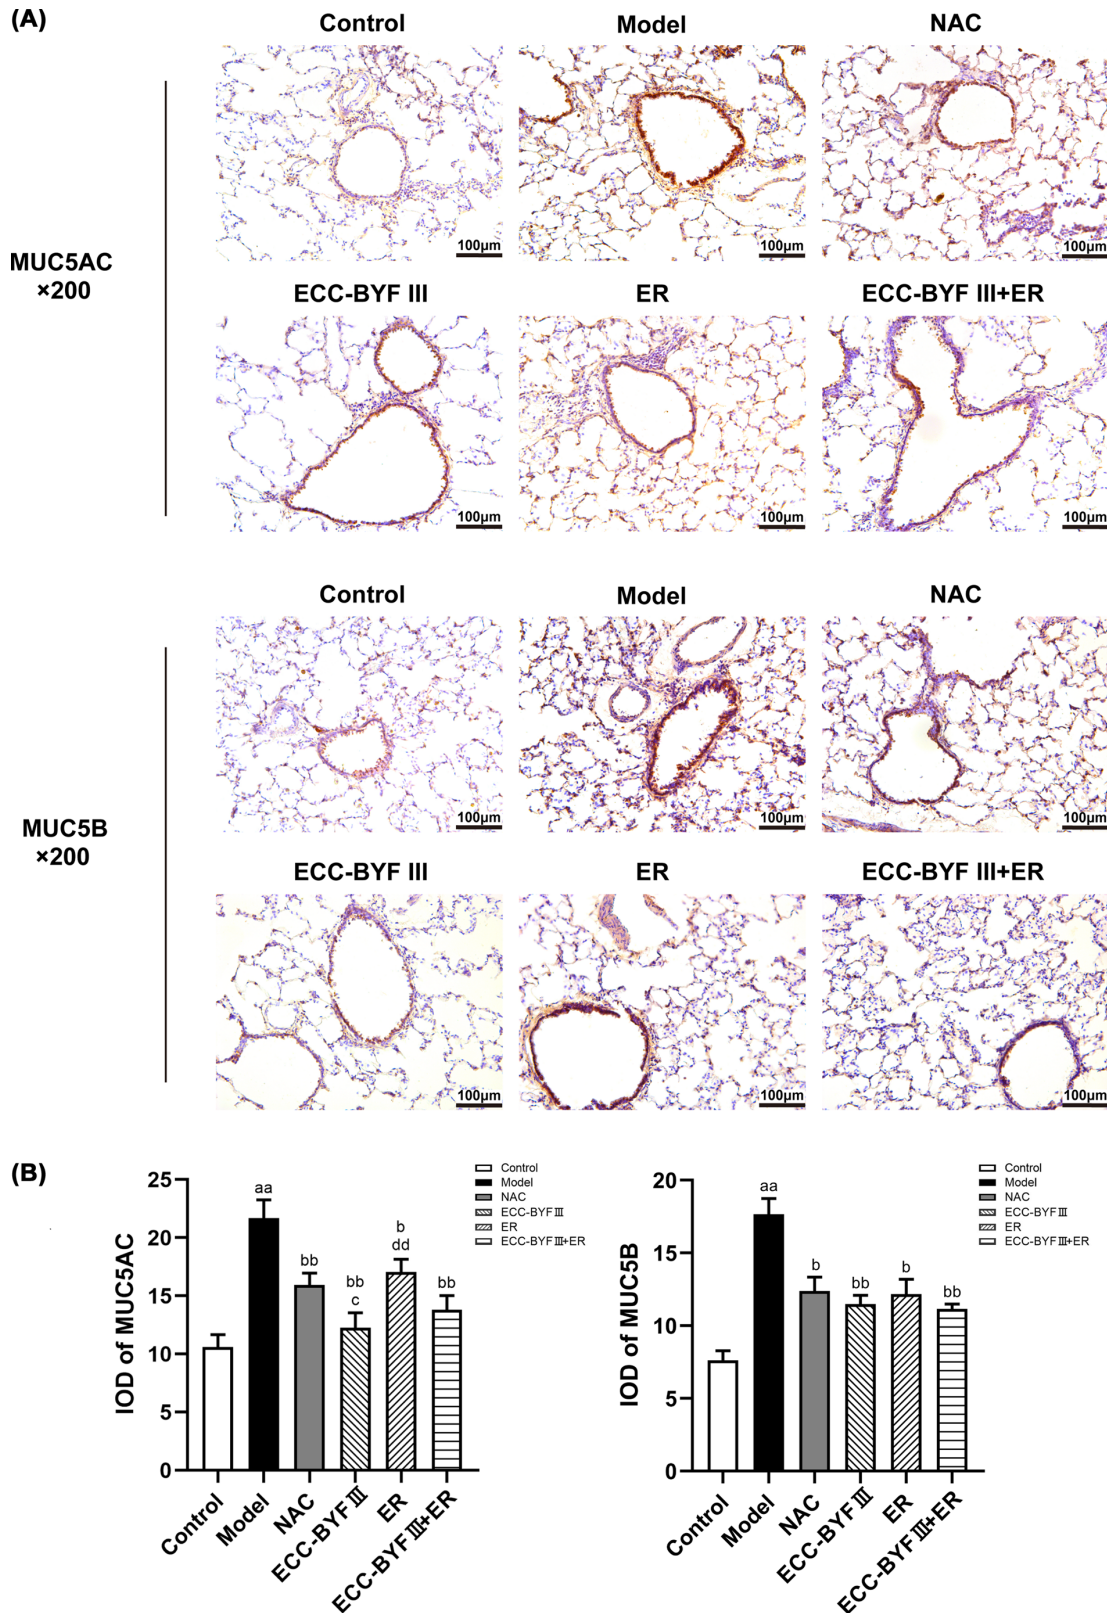 (A)
Control Model NAC
100μm 100μm 100μm
MUC5AC
×200
ECC-BYF III ER ECC-BYF III+ER
100μm 100μm 100μm
Control Model NAC
100μm 100μm 100μm
MUC5B
×200
ECC-BYF III ER ECC-BYF III+ER
100μm 100μm 100μm
(B)
IOD of MUC5AC
25
20
15
10
5
0
aa
bb
bb
c
b
dd
bb
Control
Model
NAC
ECC-BYFⅢ
ER
ECC-BYFⅢ+ER
Control
Model
NAC
ECC-BYFⅢ
ER
ECC-BYFⅢ+ER
IOD of MUC5B
20
15
10
5
0
aa
b
bb
b
bb
Control
Model
NAC
ECC-BYFⅢ
ER
ECC-BYFⅢ+ER
Control
Model
NAC
ECC-BYFⅢ
ER
ECC-BYFⅢ+ER